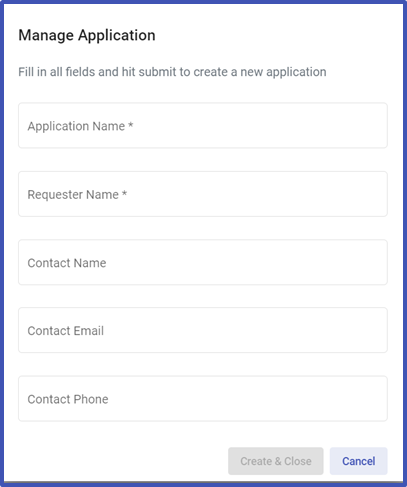 Manage Application
Fill in all fields and hit submit to create a new application
Application Name *
Requester Name *
Contact Name
Contact Email
Contact Phone
Create & Close
Cancel